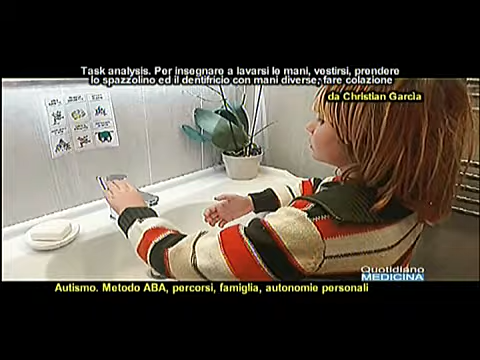 Task analysis. Per insegnare a lavarsi le mani, vestirsi, prendere
lo spazzolino ed il dentifricio con mani diverse, fare colazione
da Christian Garcia
Quotidiano
MEDICINA
Autismo. Metodo ABA, percorsi, famiglia, autonomie personali